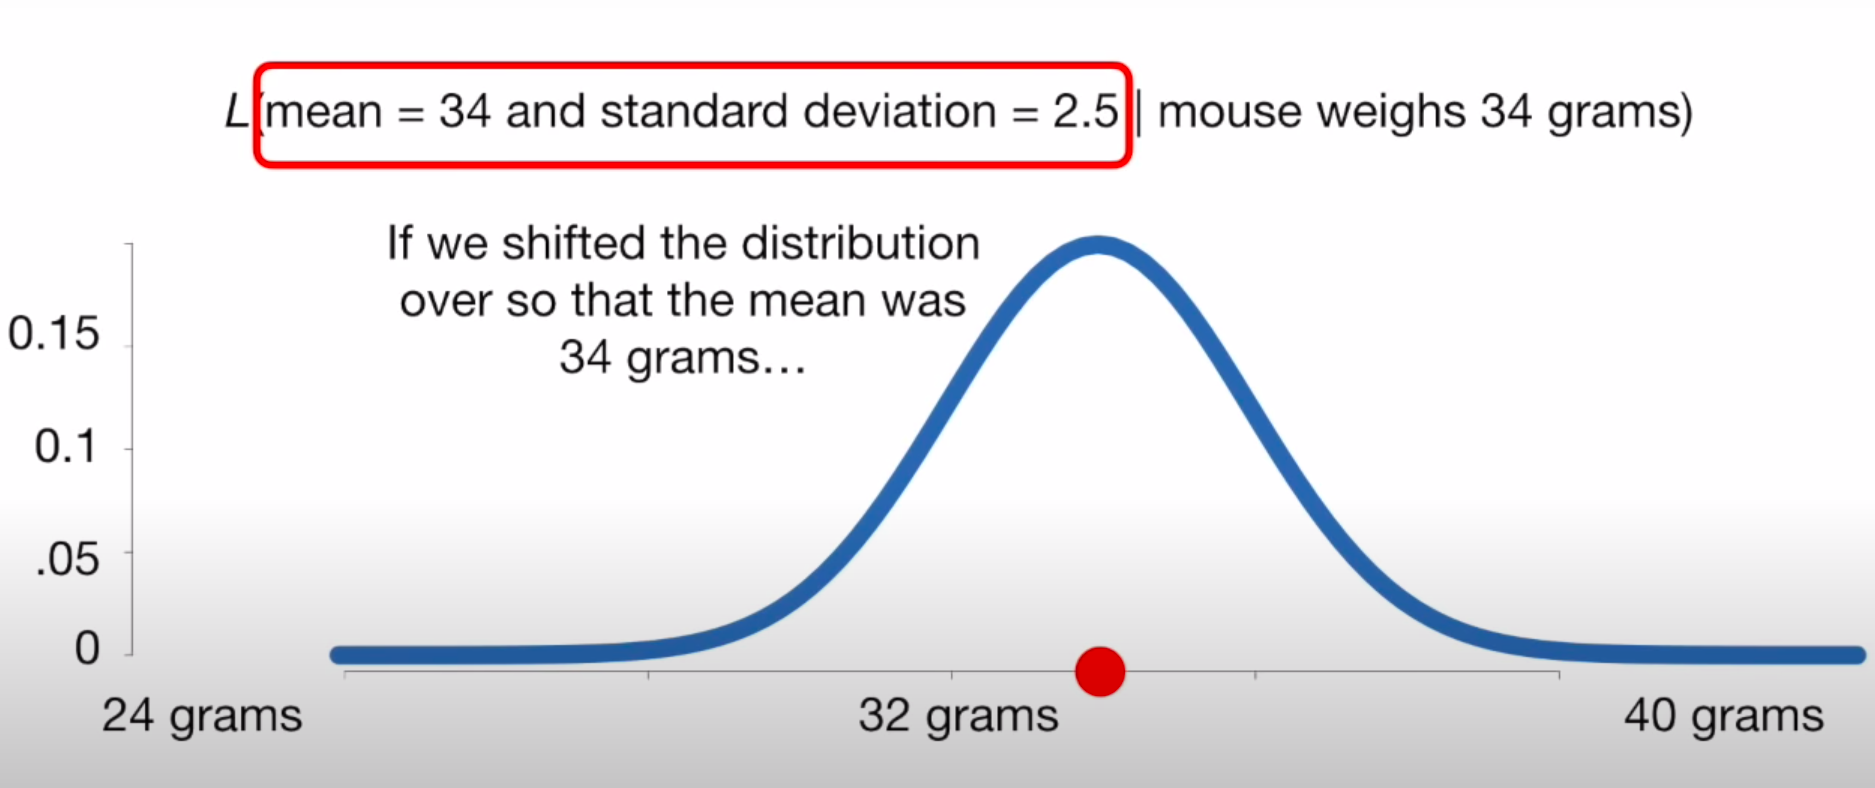 L(mean = 34 and standard deviation = 2.5 | mouse weighs 34 grams)
If we shifted the distribution
over so that the mean was
34 grams...
0.15
0.1
.05
0
24 grams
32 grams
40 grams